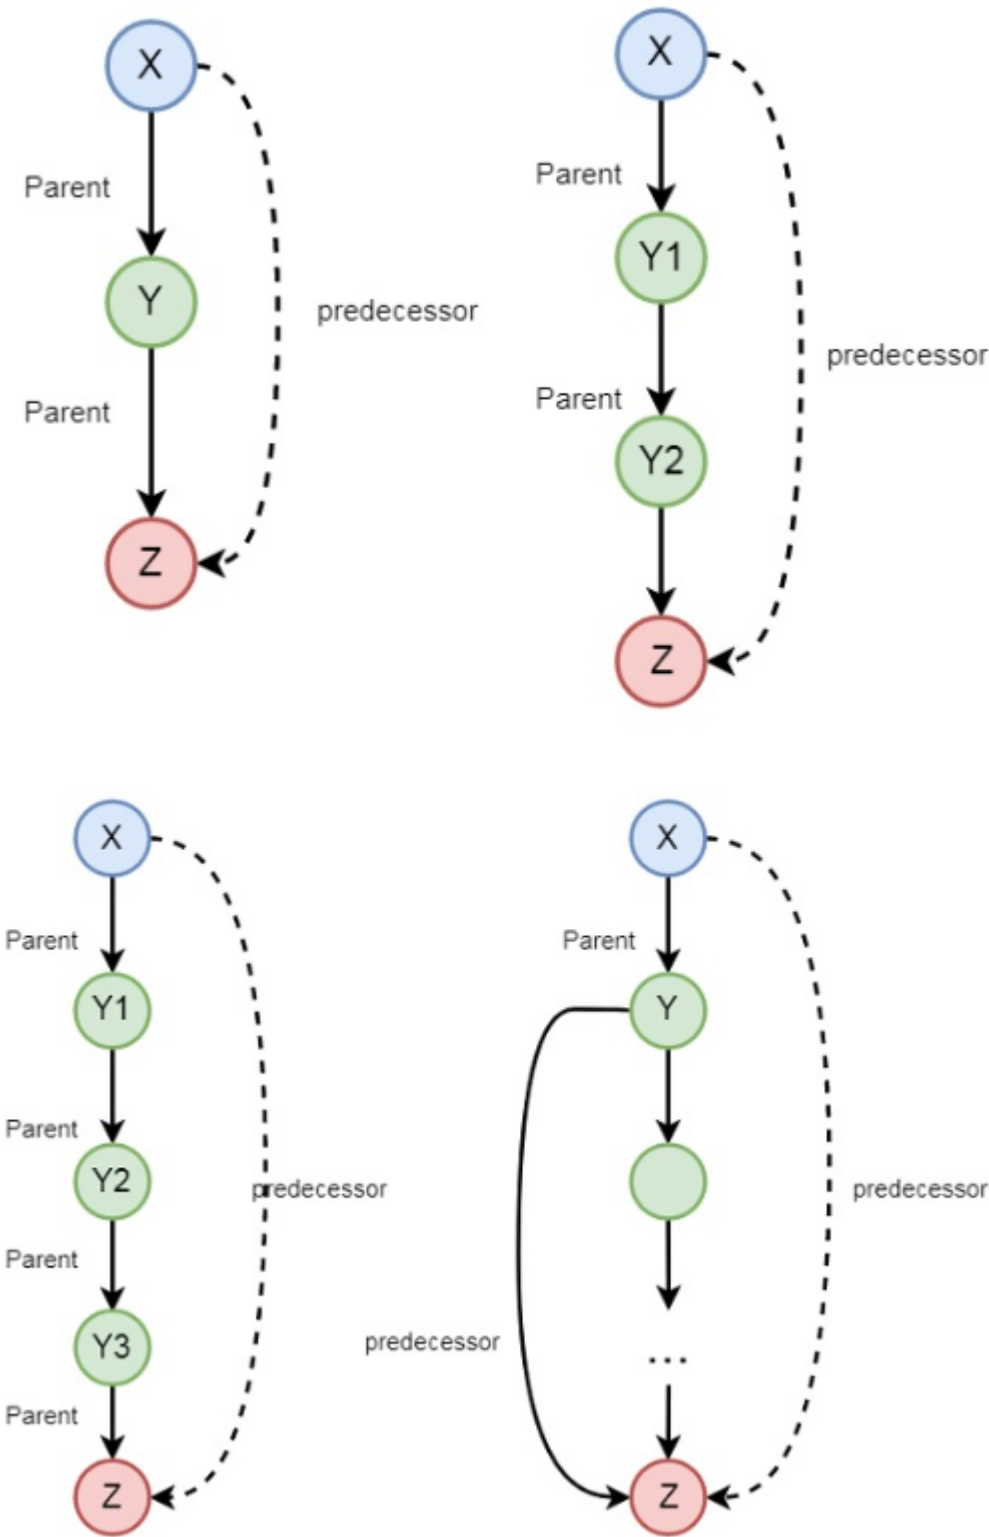 X
Parent
Y
predecessor
Parent
Z
X
Parent
Y1
predecessor
Parent
Y2
Z
X
Parent
Y1
Parent
Y2
predecessor
Parent
Y3
Parent
Z
X
Parent
Y
predecessor
predecessor
...
Z